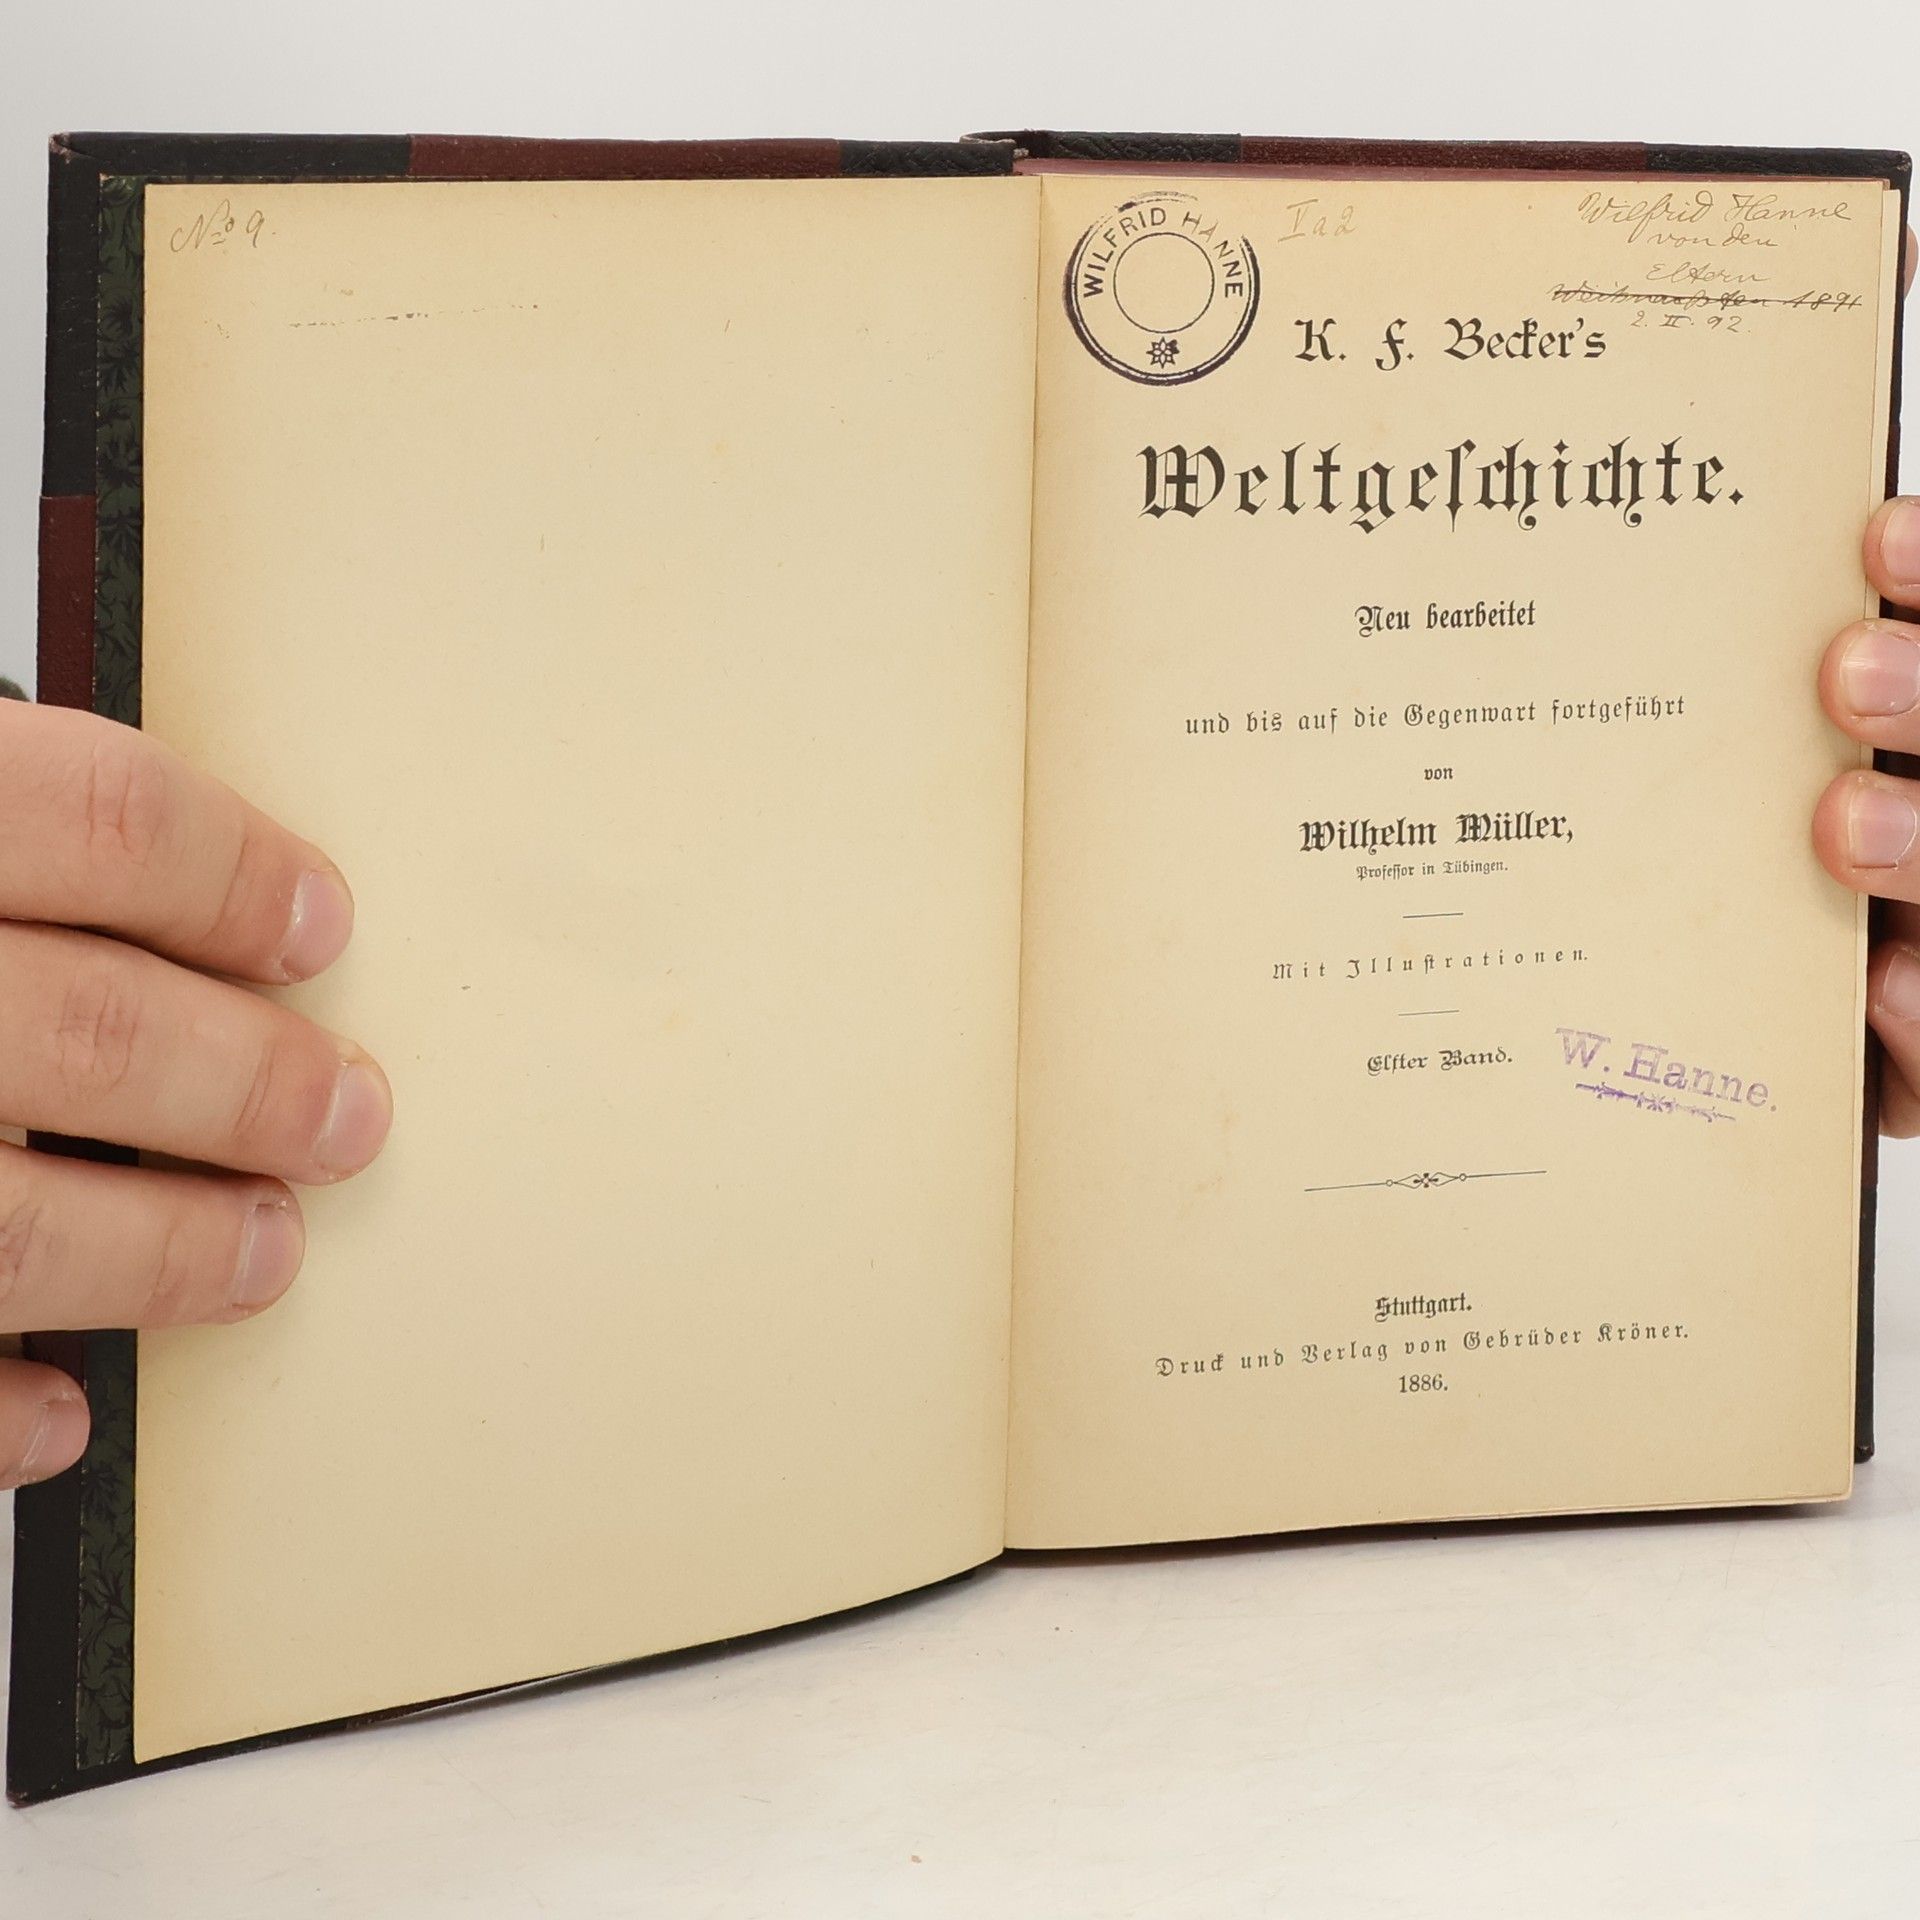 No 9.
WILFRID HANNE
V a 2
Wilfrid Hanne
von den
Eltern
Weihnachten 1891
2. II. 92.
K. F. Becker's
Weltgeſchichte.
Neu bearbeitet
und bis auf die Gegenwart fortgeführt
von
Wilhelm Müller,
Profeſſor in Tübingen.
Mit Illuſtrationen.
Elfter Band.
W. Hanne.
Stuttgart.
Druck und Verlag von Gebrüder Kröner.
1886.